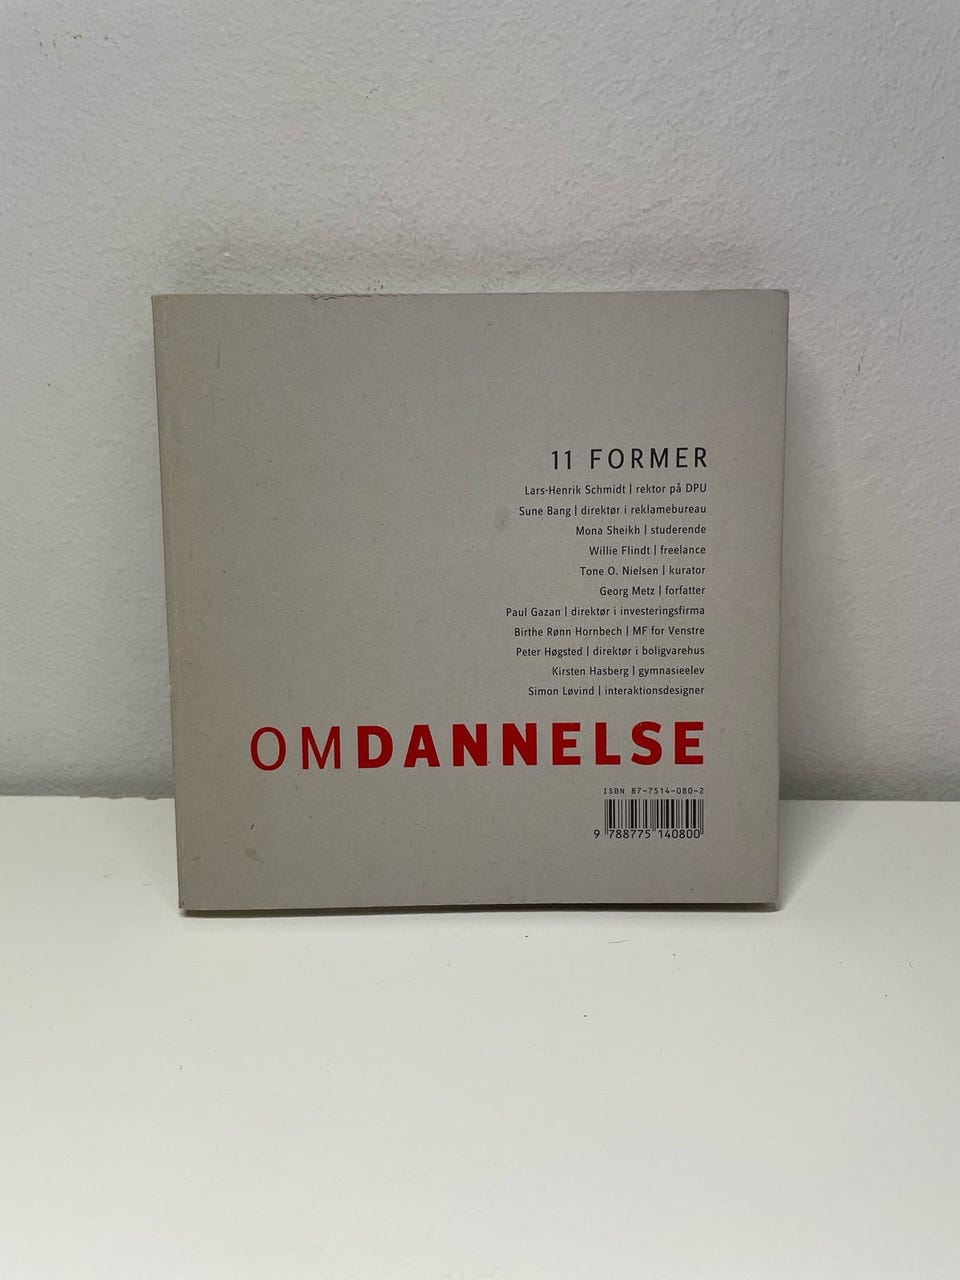 11 FORMER
Lars-Henrik Schmidt | rektor på DPU
Sune Bang | direktør i reklamebureau
Mona Sheikh | studerende
Willie Flindt | freelance
Tone O. Nielsen | kurator
Georg Metz | forfatter
Paul Gazan | direktør i investeringsfirma
Birthe Rønn Hornbech | MF for Venstre
Peter Høgsted | direktør i boligvarehus
Kirsten Hasberg | gymnasieelev
Simon Løvind | interaktionsdesigner
OMDANNELSE
ISBN 87-7514-080-2
9 788775 140800